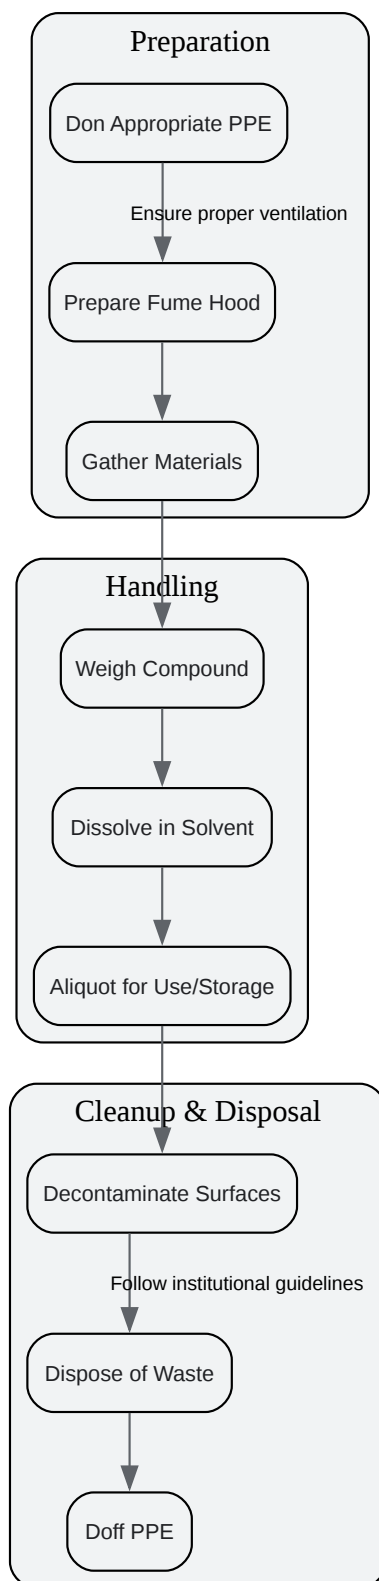 Preparation
Don Appropriate PPE
Ensure proper ventilation
Prepare Fume Hood
Gather Materials
Handling
Weigh Compound
Dissolve in Solvent
Aliquot for Use/Storage
Cleanup & Disposal
Decontaminate Surfaces
Follow institutional guidelines
Dispose of Waste
Doff PPE